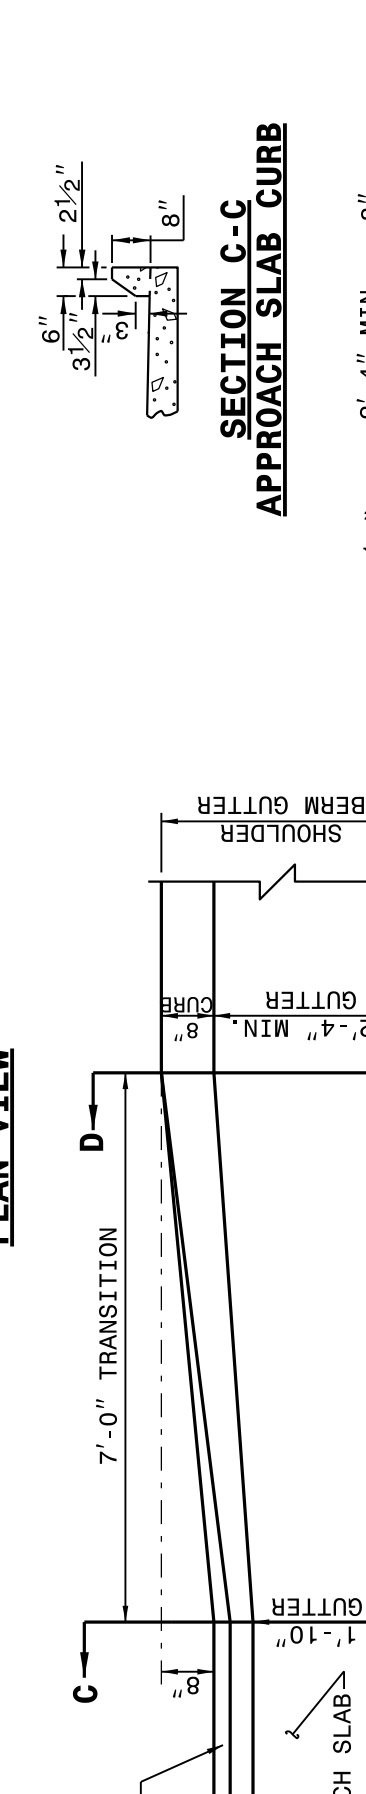 2½"
6"
3½"
3"
8"
SECTION C-C
APPROACH SLAB CURB
BERM GUTTER
SHOULDER
CURB
8"
GUTTER
2'-4" MIN.
D
7'-0" TRANSITION
GUTTER
1'-10"
C
8"
VIEW
SLAB
MIN